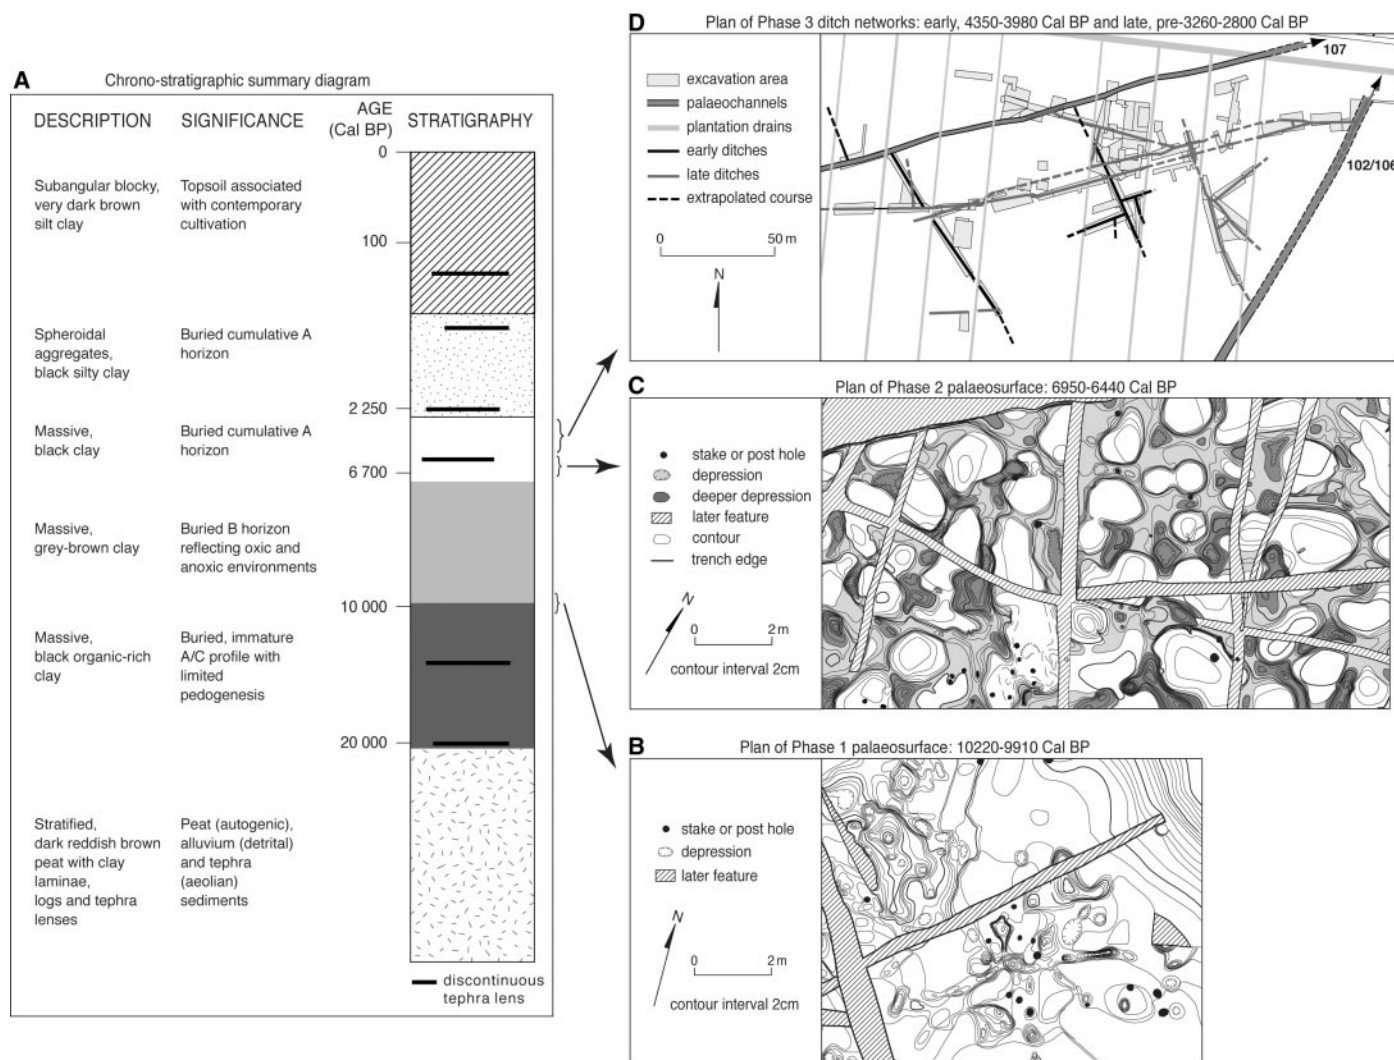 A
Chrono-stratigraphic summary diagram
DESCRIPTION
SIGNIFICANCE
AGE
(Cal BP)
STRATIGRAPHY
0
Subangular blocky,
very dark brown
silt clay
Topsoil associated
with contemporary
cultivation
100
Spheroidal
aggregates,
black silty clay
Buried cumulative A
horizon
2 250
Massive,
black clay
Buried cumulative A
horizon
6 700
Massive,
grey-brown clay
Buried B horizon
reflecting oxic and
anoxic environments
10 000
Massive,
black organic-rich
clay
Buried, immature
A/C profile with
limited
pedogenesis
20 000
Stratified,
dark reddish brown
peat with clay
laminae,
logs and tephra
lenses
Peat (autogenic),
alluvium (detrital)
and tephra
(aeolian)
sediments
discontinuous
tephra lens
D
Plan of Phase 3 ditch networks: early, 4350-3980 Cal BP and late, pre-3260-2800 Cal BP
excavation area
palaeochannels
plantation drains
early ditches
late ditches
extrapolated course
0
50 m
N
107
102/106
C
Plan of Phase 2 palaeosurface: 6950-6440 Cal BP
stake or post hole
depression
deeper depression
later feature
contour
trench edge
N
0
2 m
contour interval 2cm
B
Plan of Phase 1 palaeosurface: 10220-9910 Cal BP
stake or post hole
depression
later feature
N
0
2 m
contour interval 2cm